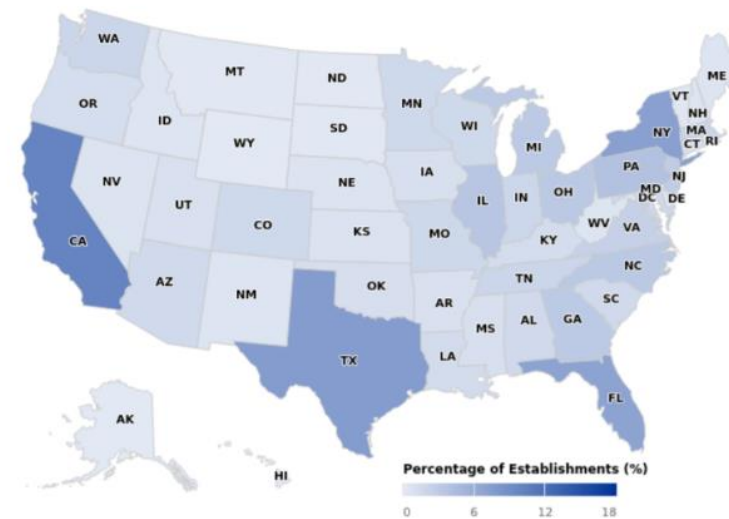 WA
MT
ND
ME
OR
MN
VT
ID
SD
WI
NH
NY
MA
WY
MI
CT
RI
IA
PA
NE
NJ
NV
IL
IN
OH
MD
DE
UT
DC
CO
WV
CA
KS
MO
VA
KY
NC
AZ
NM
OK
TN
AR
SC
MS
AL
GA
LA
TX
FL
AK
HI
Percentage of Establishments (%)
0 6 12 18